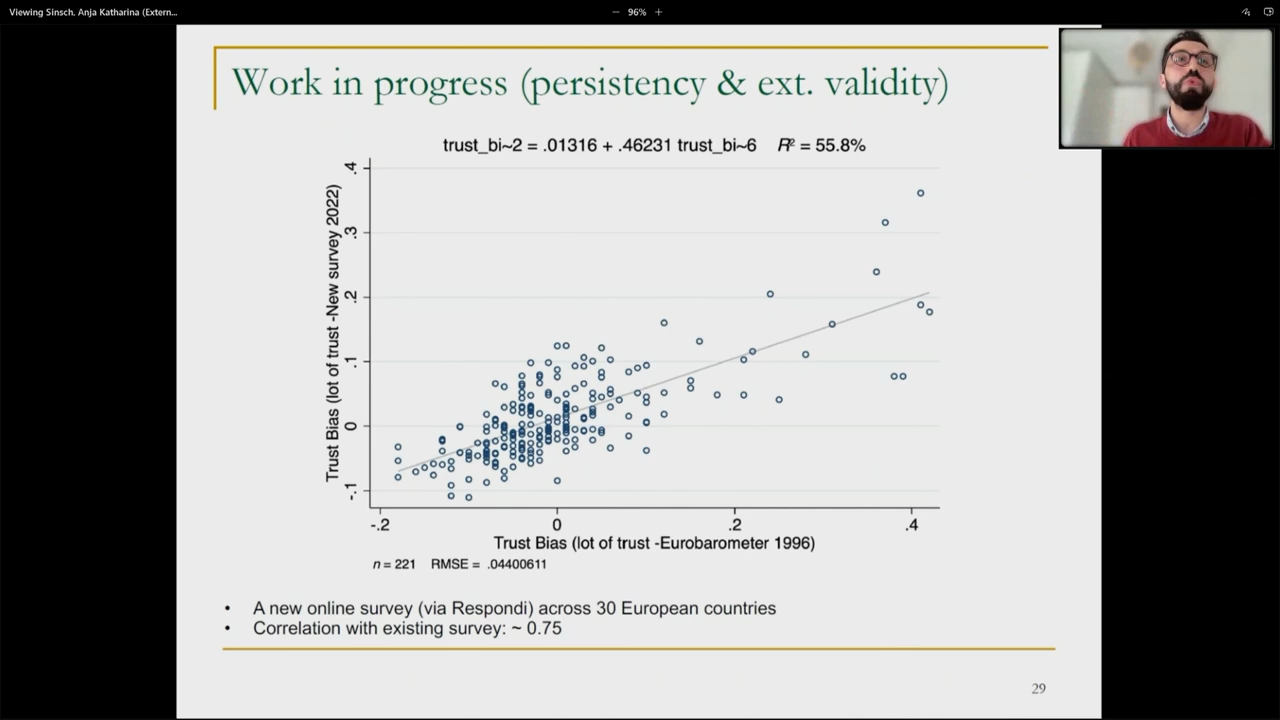 Viewing Sinsch, Anja Katharina (Extern...
− 96% +
Work in progress (persistency & ext. validity)
trust_bi~2 = .01316 + .46231 trust_bi~6 R² = 55.8%
Trust Bias (lot of trust -New survey 2022)
.4
.3
.2
.1
0
-.1
-.2 0 .2 .4
Trust Bias (lot of trust -Eurobarometer 1996)
n = 221 RMSE = .04400611
• A new online survey (via Respondi) across 30 European countries
• Correlation with existing survey: ~ 0.75
29